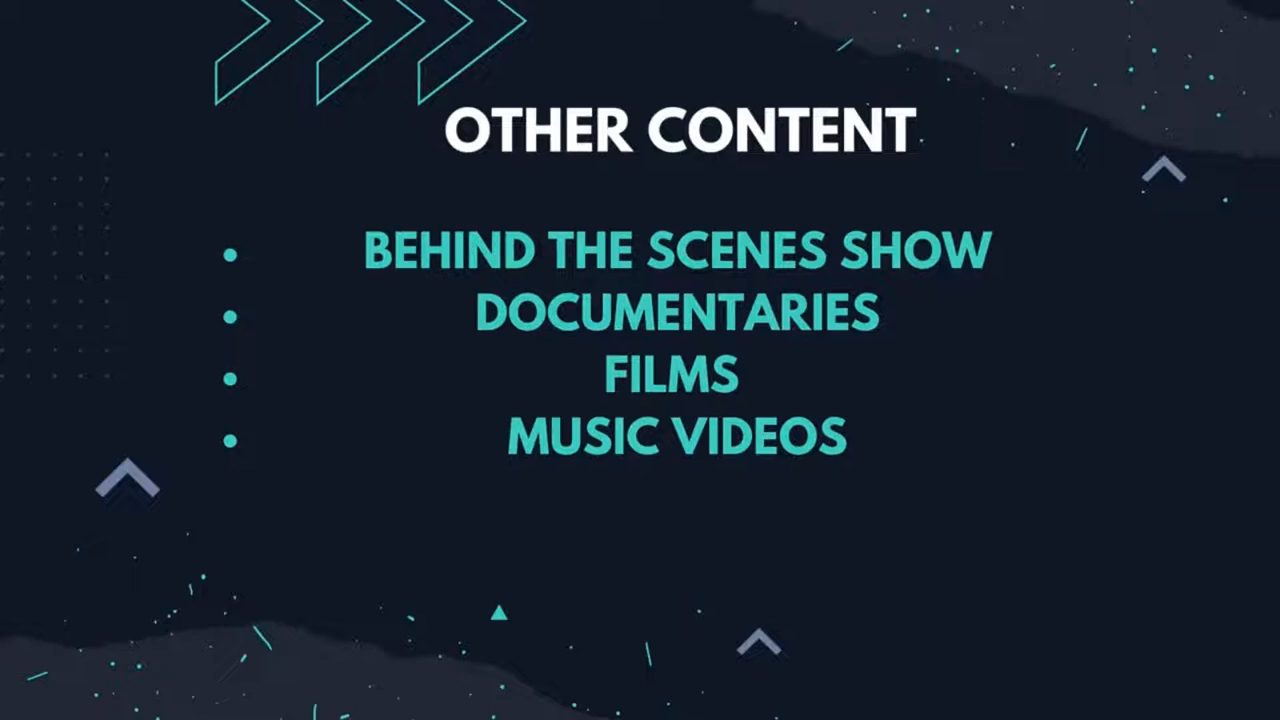 OTHER CONTENT
• BEHIND THE SCENES SHOW
• DOCUMENTARIES
• FILMS
• MUSIC VIDEOS